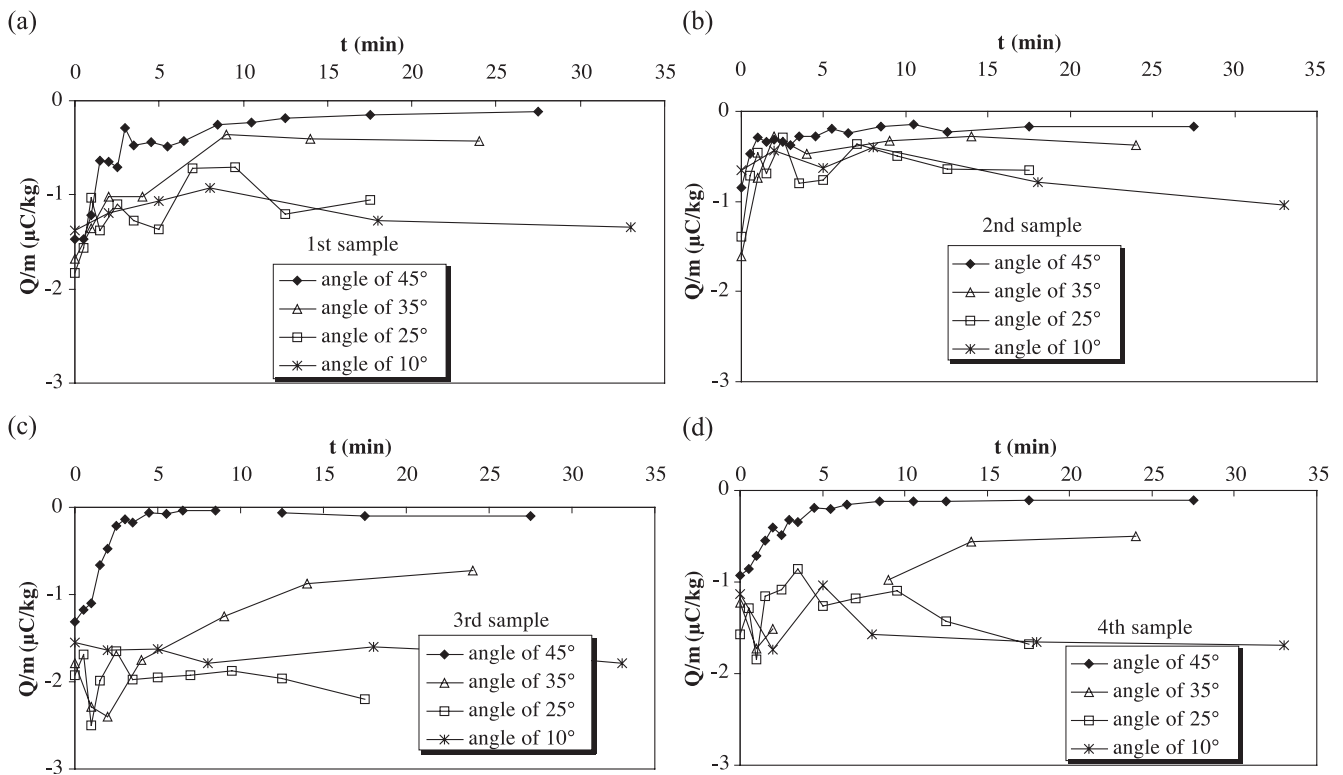 (a)
t (min)
0 5 10 15 20 25 30 35
0
-1
-2
-3
Q/m (µC/kg)
1st sample
angle of 45°
angle of 35°
angle of 25°
angle of 10°
(b)
t (min)
0 5 10 15 20 25 30 35
0
-1
-2
-3
Q/m (µC/kg)
2nd sample
angle of 45°
angle of 35°
angle of 25°
angle of 10°
(c)
t (min)
0 5 10 15 20 25 30 35
0
-1
-2
-3
Q/m (µC/kg)
3rd sample
angle of 45°
angle of 35°
angle of 25°
angle of 10°
(d)
t (min)
0 5 10 15 20 25 30 35
0
-1
-2
-3
Q/m (µC/kg)
4th sample
angle of 45°
angle of 35°
angle of 25°
angle of 10°